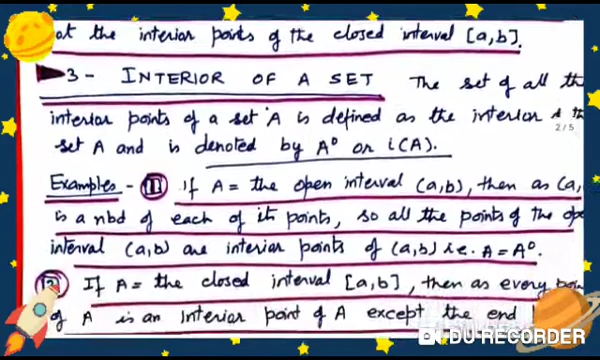 at the interior points of the closed interval [a,b].
3 - INTERIOR OF A SET The set of all th
interior points of a set A is defined as the interior th
2/5
set A and is denoted by A° or i(A).
Examples - (1) If A = the open interval (a,b), then as (a,
is a nbd of each of its points, so all the points of the ope
interval (a,b) are interior points of (a,b) i.e. A = A°.
(2) If A = the closed interval [a,b], then as every poin
of A is an interior point of A except the end
DU RECORDER